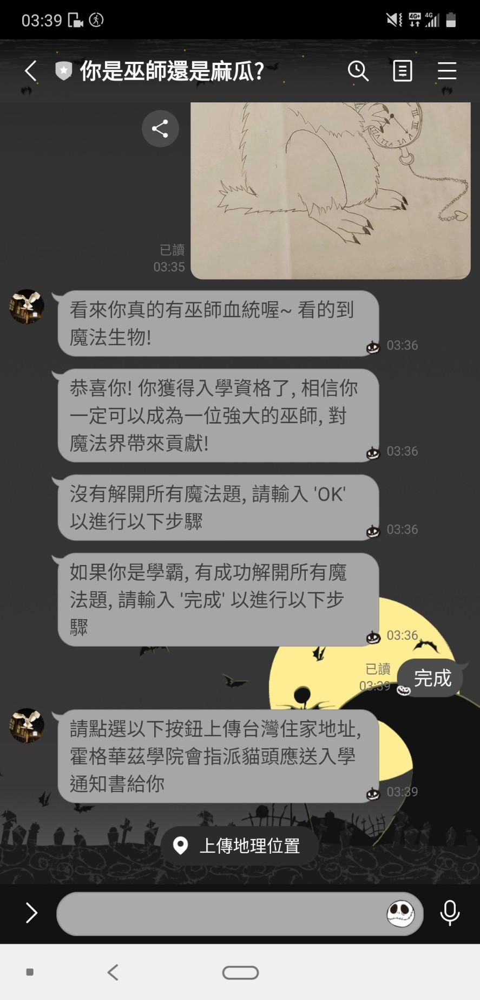 03:39
4G+
4G
你是巫師還是麻瓜?
已讀
03:35
看來你真的有巫師血統喔~ 看的到
魔法生物!
03:36
恭喜你! 你獲得入學資格了, 相信你
一定可以成為一位強大的巫師, 對
魔法界帶來貢獻!
03:36
沒有解開所有魔法題, 請輸入 'OK'
以進行以下步驟
03:36
如果你是學霸, 有成功解開所有魔
法題, 請輸入 '完成' 以進行以下步
驟
03:36
已讀
03:39
完成
請點選以下按鈕上傳台灣住家地址,
霍格華茲學院會指派貓頭應送入學
通知書給你
03:39
上傳地理位置